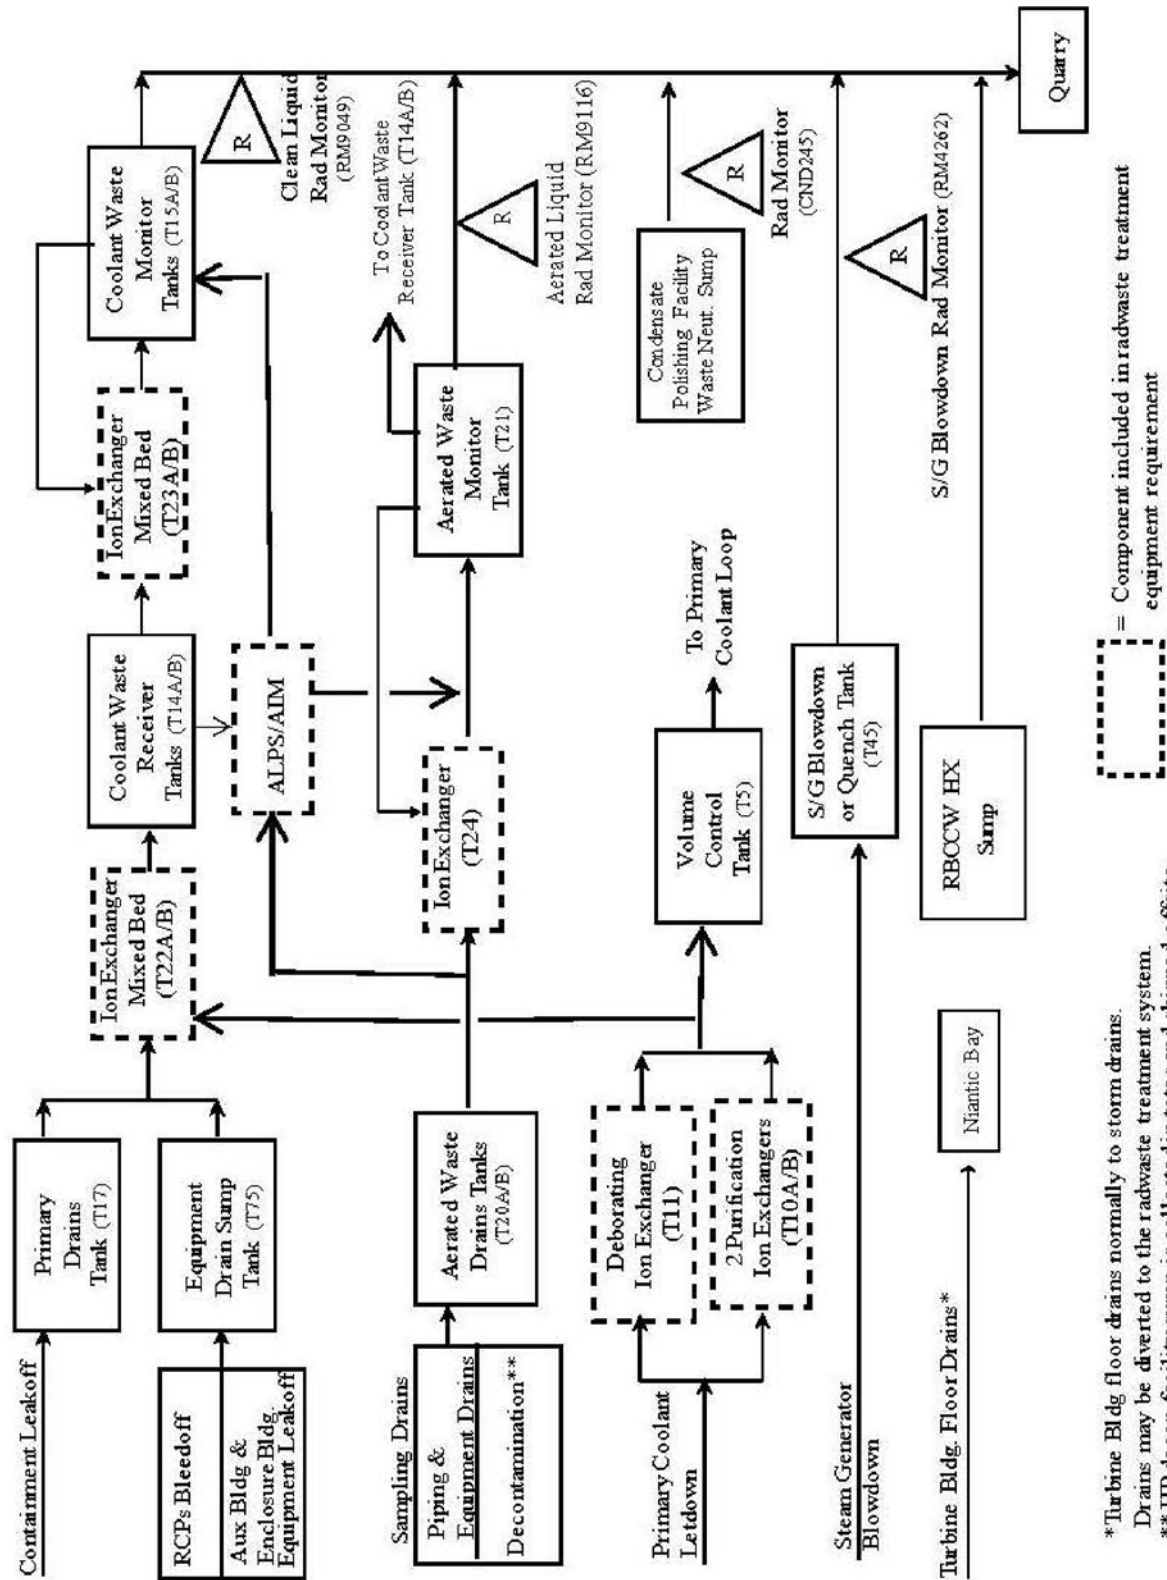 Containment Leakoff
Primary
Drains
Tank (T17)
RCPs Bleedoff
Aux Bldg &
Enclosure Bldg.
Equipment Leakoff
Equipment
Drain Sump
Tank (T75)
Ion Exchanger
Mixed Bed
(T22A/B)
Coolant Waste
Receiver
Tanks (T14A/B)
Ion Exchanger
Mixed Bed
(T23A/B)
Coolant Waste
Monitor
Tanks (T15A/B)
R
Clean Liquid
Rad Monitor
(RM9049)
ALPS/AIM
Sampling Drains
Piping &
Equipment Drains
Decontamination**
Aerated Waste
Drains Tanks
(T20A/B)
Ion Exchanger
(T24)
Aerated Waste
Monitor
Tank (T21)
To Coolant Waste
Receiver Tank (T14A/B)
R
Aerated Liquid
Rad Monitor (RM9116)
Primary Coolant
Letdown
Deborating
Ion Exchanger
(T11)
2 Purification
Ion Exchangers
(T10A/B)
Volume
Control
Tank (T5)
To Primary
Coolant Loop
Condensate
Polishing Facility
Waste Neut. Sump
R
Rad Monitor
(CND245)
Steam Generator
Blowdown
S/G Blowdown
or Quench Tank
(T45)
R
S/G Blowdown Rad Monitor (RM4262)
RBCCW HX
Sump
Turbine Bldg. Floor Drains*
Niantic Bay
Quarry
= Component included in radwaste treatment
equipment requirement
*Turbine Bldg floor drains normally to storm drains.
Drains may be diverted to the radwaste treatment system.